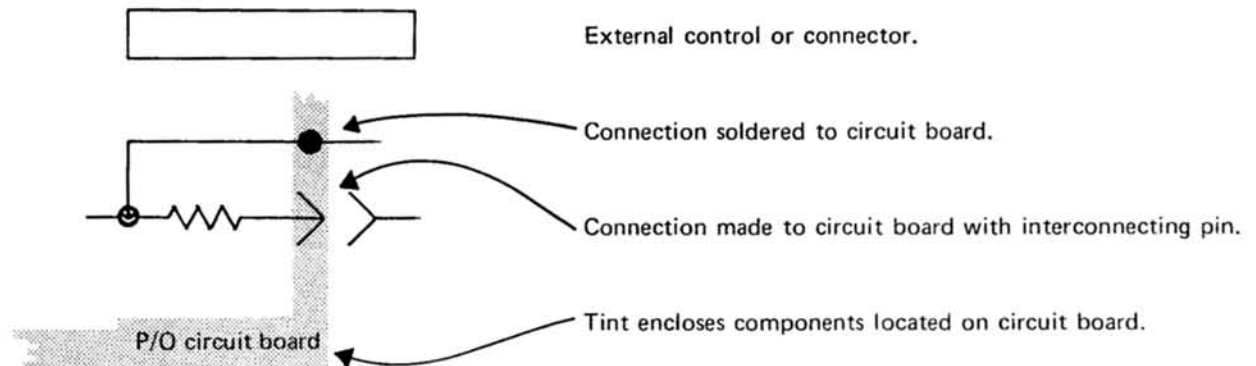 External control or connector.
Connection soldered to circuit board.
Connection made to circuit board with interconnecting pin.
Tint encloses components located on circuit board.
P/O circuit board